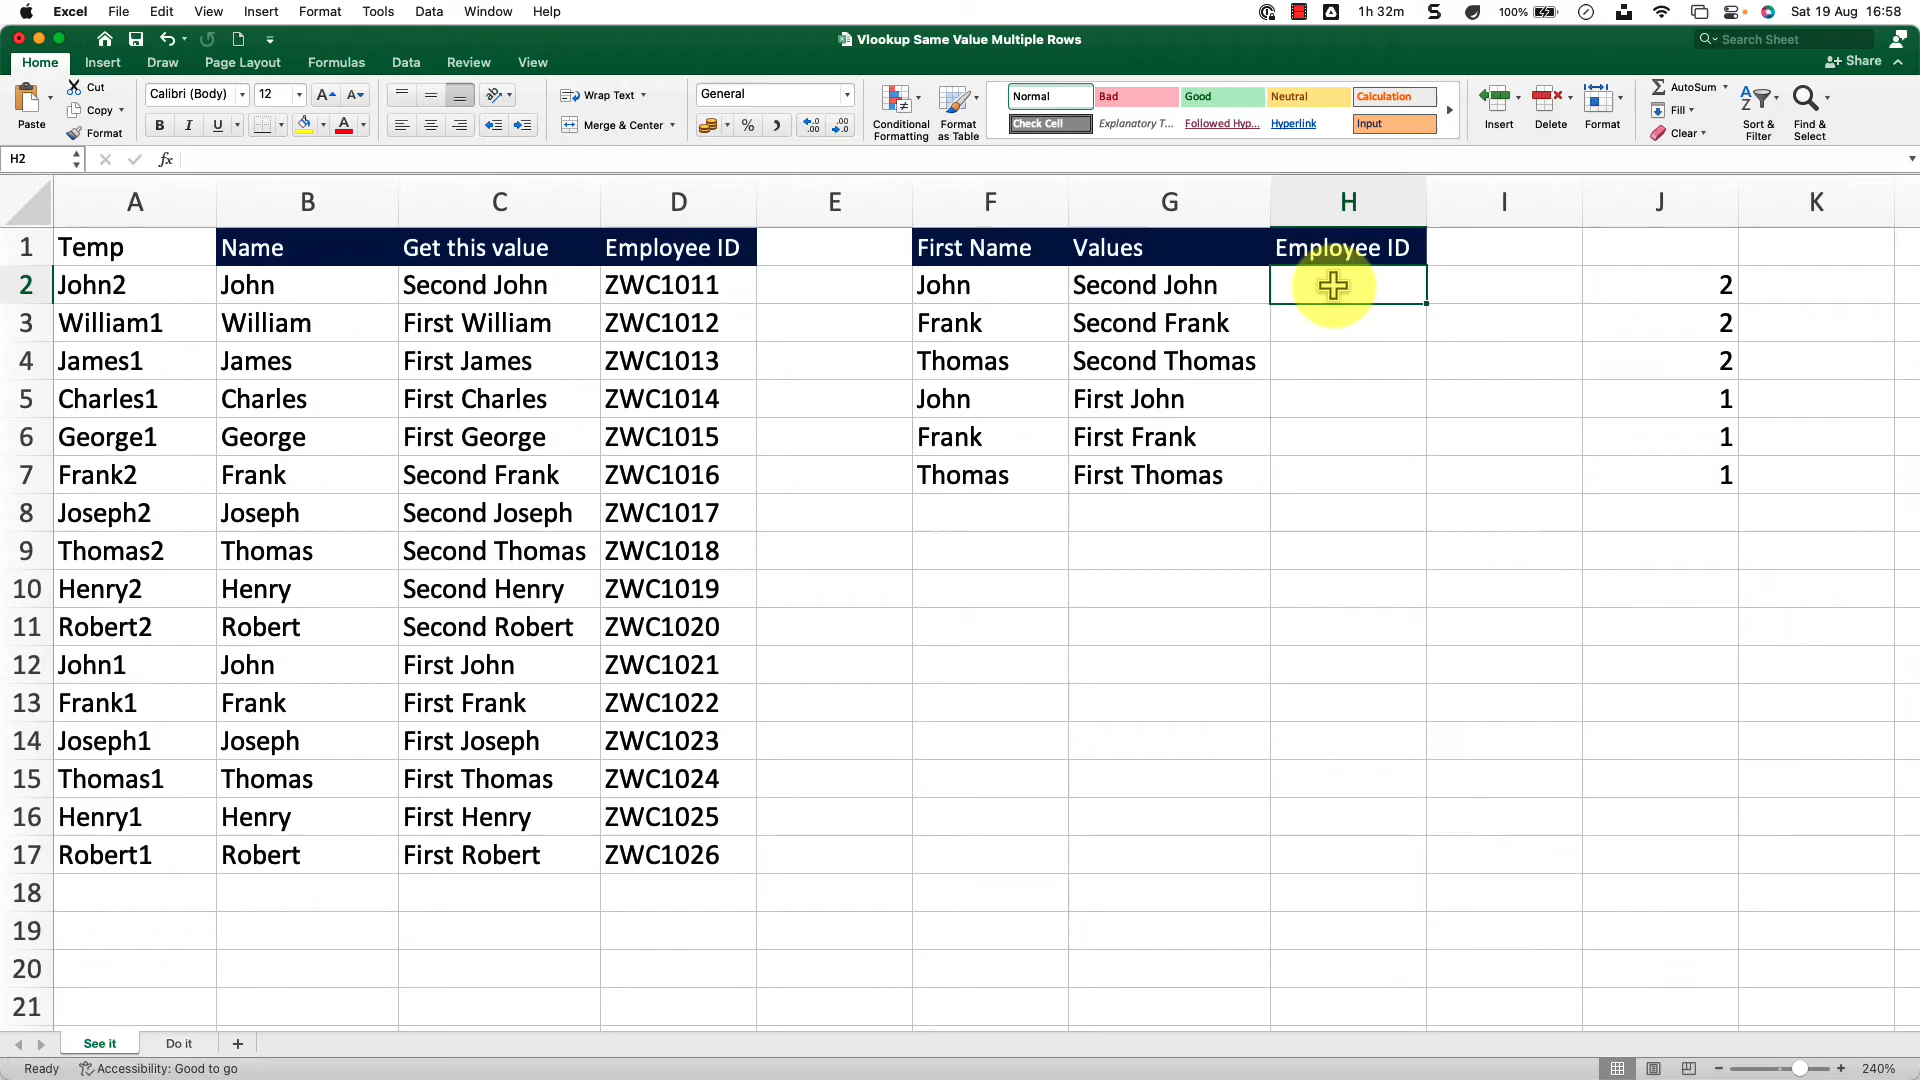 Excel File Edit View Insert Format Tools Data Window Help 1h 32m 100% Sat 19 Aug 16:58
Vlookup Same Value Multiple Rows Search Sheet
Home Insert Draw Page Layout Formulas Data Review View Share
Paste Cut Copy Format
Calibri (Body) 12
B I U
Wrap Text
Merge & Center
General
Conditional Formatting
Format as Table
Normal Bad Good Neutral Calculation
Check Cell Explanatory T... Followed Hyp... Hyperlink Input
Insert Delete Format
AutoSum
Fill
Clear
Sort & Filter
Find & Select
H2 fx
A B C D E F G H I J K
1 Temp Name Get this value Employee ID First Name Values Employee ID
2 John2 John Second John ZWC1011 John Second John 2
3 William1 William First William ZWC1012 Frank Second Frank 2
4 James1 James First James ZWC1013 Thomas Second Thomas 2
5 Charles1 Charles First Charles ZWC1014 John First John 1
6 George1 George First George ZWC1015 Frank First Frank 1
7 Frank2 Frank Second Frank ZWC1016 Thomas First Thomas 1
8 Joseph2 Joseph Second Joseph ZWC1017
9 Thomas2 Thomas Second Thomas ZWC1018
10 Henry2 Henry Second Henry ZWC1019
11 Robert2 Robert Second Robert ZWC1020
12 John1 John First John ZWC1021
13 Frank1 Frank First Frank ZWC1022
14 Joseph1 Joseph First Joseph ZWC1023
15 Thomas1 Thomas First Thomas ZWC1024
16 Henry1 Henry First Henry ZWC1025
17 Robert1 Robert First Robert ZWC1026
18
19
20
21
See it Do it +
Ready Accessibility: Good to go 240%